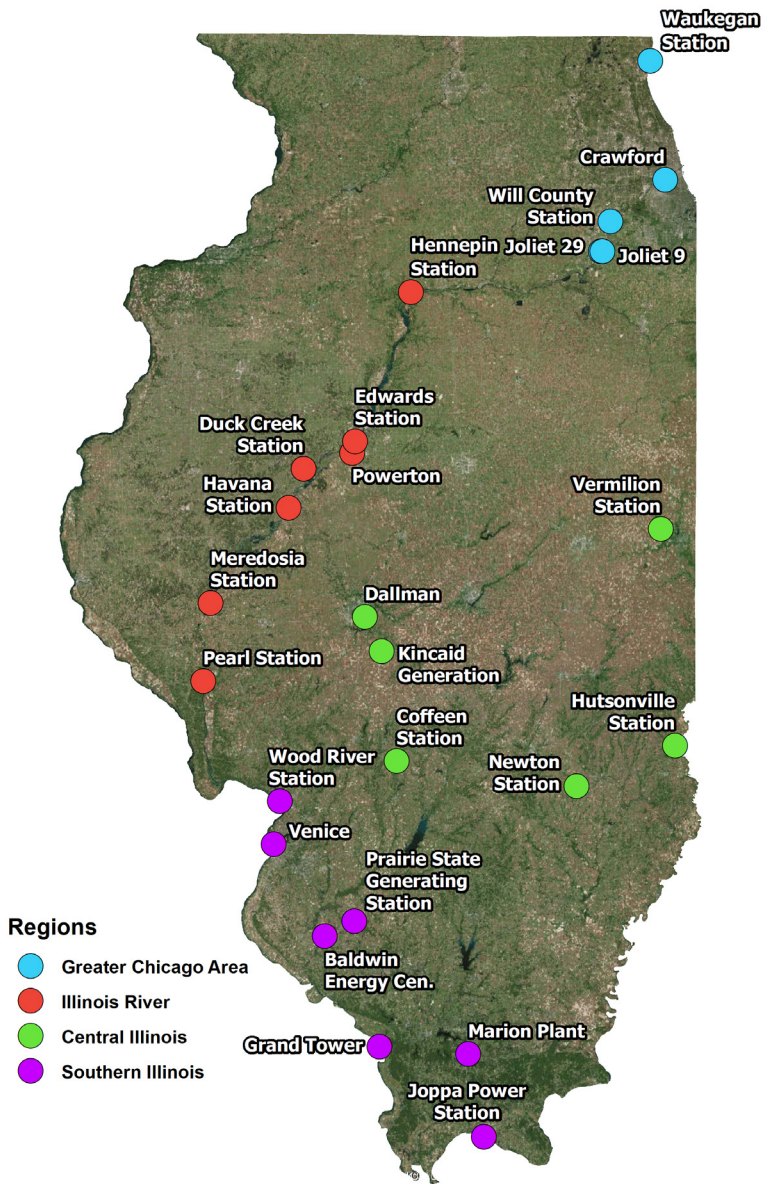 Waukegan
Station
Crawford
Will County
Station
Hennepin
Station
Joliet 29
Joliet 9
Edwards
Station
Duck Creek
Station
Powerton
Havana
Station
Vermilion
Station
Meredosia
Station
Dallman
Kincaid
Generation
Pearl Station
Hutsonville
Station
Coffeen
Station
Wood River
Station
Newton
Station
Venice
Prairie State
Generating
Station
Baldwin
Energy Cen.
Grand Tower
Marion Plant
Joppa Power
Station
Regions
Greater Chicago Area
Illinois River
Central Illinois
Southern Illinois